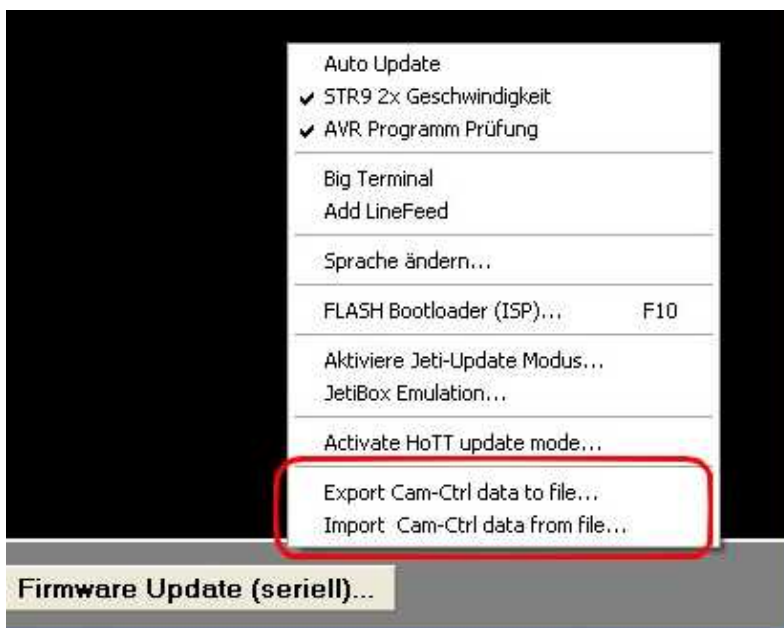 Auto Update
STR9 2x Geschwindigkeit
AVR Programm Prüfung
Big Terminal
Add LineFeed
Sprache ändern...
FLASH Bootloader (ISP)... F10
Aktiviere Jeti-Update Modus...
JetiBox Emulation...
Activate HoTT update mode...
Export Cam-Ctrl data to file...
Import Cam-Ctrl data from file...
Firmware Update (seriell)...